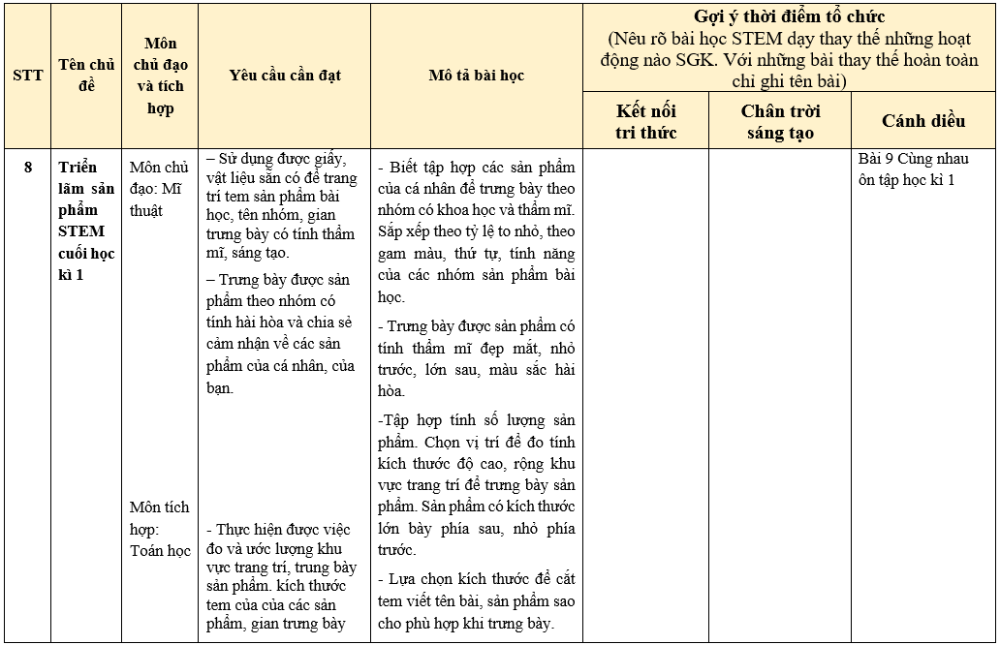 STT
Tên chủ
đề
Môn
chủ đạo
và tích
hợp
Yêu cầu cần đạt
Mô tả bài học
Gợi ý thời điểm tổ chức
(Nêu rõ bài học STEM dạy thay thế những hoạt
động nào SGK. Với những bài thay thế hoàn toàn
chỉ ghi tên bài)
Kết nối
tri thức
Chân trời
sáng tạo
Cánh diều
8
Triển
lãm sản
phẩm
STEM
cuối học
kì 1
Môn chủ
đạo: Mĩ
thuật
Môn tích
hợp:
Toán học
– Sử dụng được giấy,
vật liệu sẵn có để trang
trí tem sản phẩm bài
học, tên nhóm, gian
trưng bày có tính thẩm
mĩ, sáng tạo.
– Trưng bày được sản
phẩm theo nhóm có
tính hài hòa và chia sẻ
cảm nhận về các sản
phẩm của cá nhân, của
bạn.
- Thực hiện được việc
đo và ước lượng khu
vực trang trí, trung bày
sản phẩm. kích thước
tem của của các sản
phẩm, gian trưng bày
- Biết tập hợp các sản phẩm
của cá nhân để trưng bày theo
nhóm có khoa học và thẩm mĩ.
Sắp xếp theo tỷ lệ to nhỏ, theo
gam màu, thứ tự, tính năng
của các nhóm sản phẩm bài
học.
- Trưng bày được sản phẩm có
tính thẩm mĩ đẹp mắt, nhỏ
trước, lớn sau, màu sắc hài
hòa.
-Tập hợp tính số lượng sản
phẩm. Chọn vị trí để đo tính
kích thước độ cao, rộng khu
vực trang trí để trưng bày sản
phẩm. Sản phẩm có kích thước
lớn bày phía sau, nhỏ phía
trước.
- Lựa chọn kích thước để cắt
tem viết tên bài, sản phẩm sao
cho phù hợp khi trưng bày.
Bài 9 Cùng nhau
ôn tập học kì 1